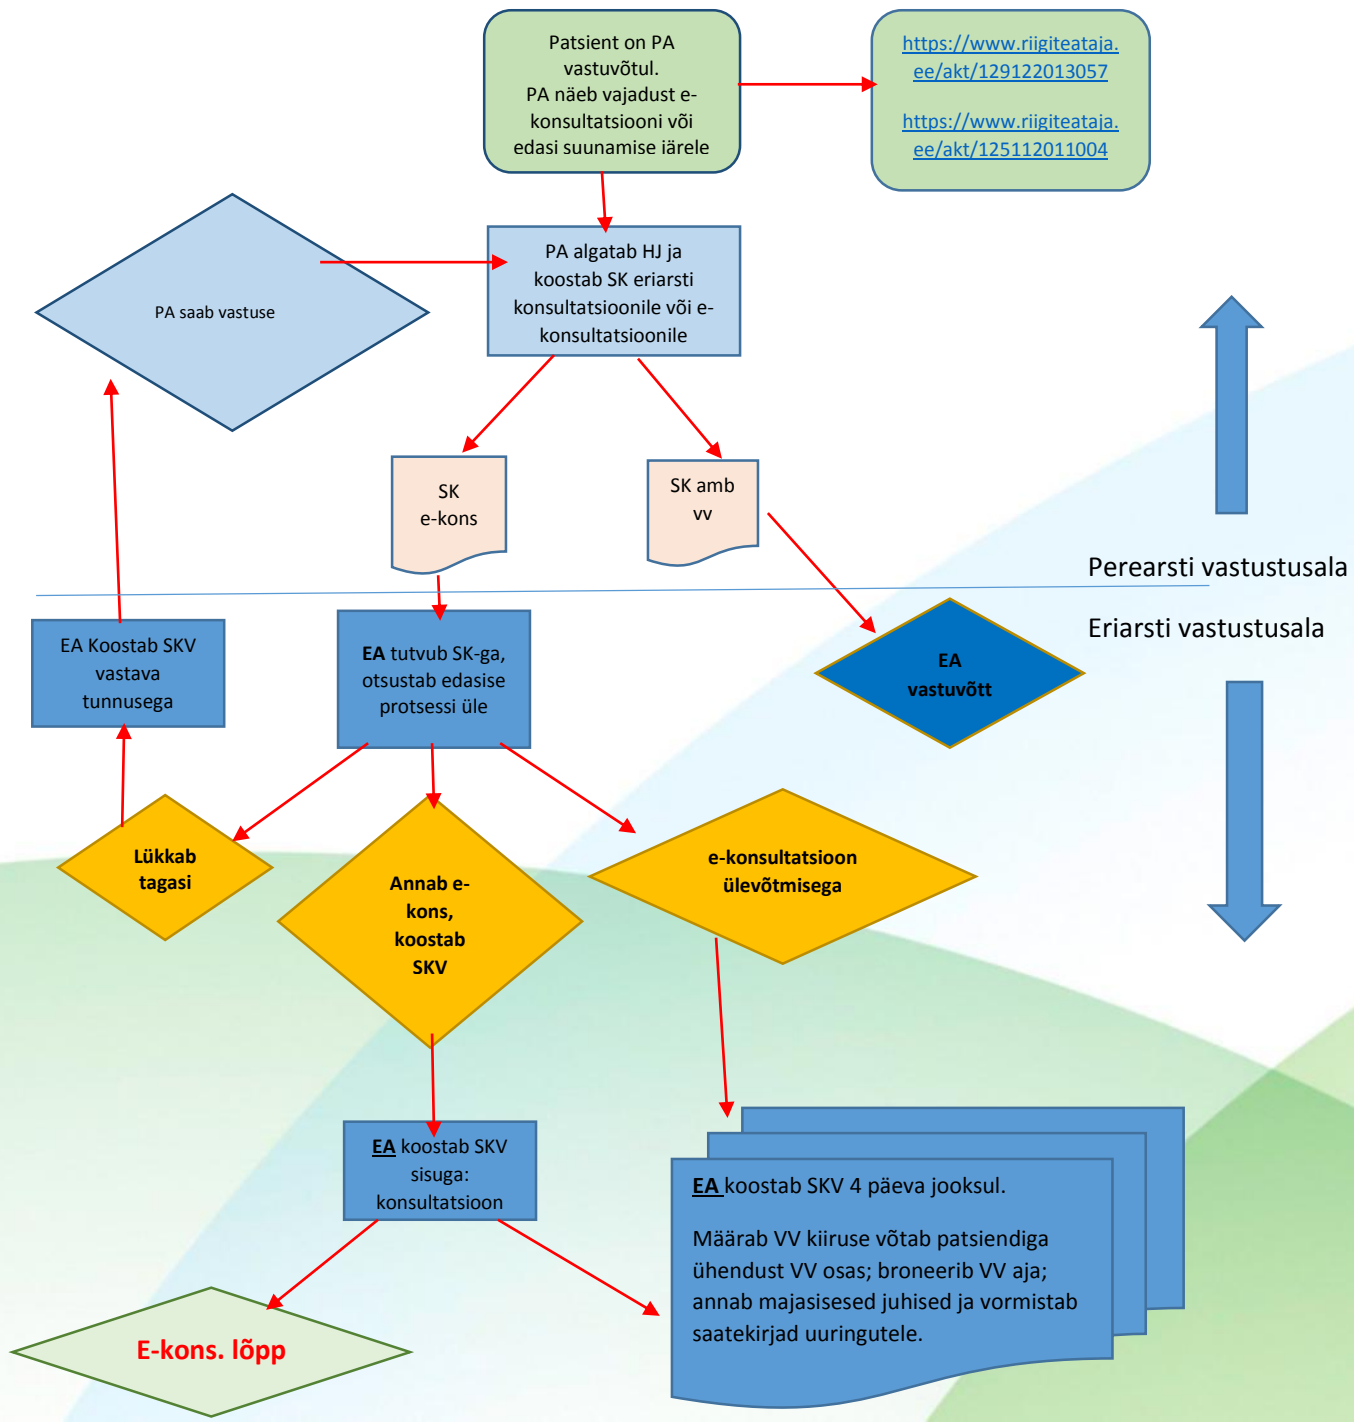 Patsient on PA
vastuvõtul.
PA näeb vajadust e-
konsultatsiooni või
edasi suunamise iärele
https://www.riigiteataja.
ee/akt/129122013057
https://www.riigiteataja.
ee/akt/125112011004
PA algatab HJ ja
koostab SK eriarsti
konsultatsioonile või e-
konsultatsioonile
PA saab vastuse
SK
e-kons
SK amb
vv
Perearsti vastustusala
Eriarsti vastustusala
EA Koostab SKV
vastava
tunnusega
EA tutvub SK-ga,
otsustab edasise
protsessi üle
EA
vastuvõtt
Lükkab
tagasi
Annab e-
kons,
koostab
SKV
e-konsultatsioon
ülevõtmisega
EA koostab SKV
sisuga:
konsultatsioon
EA koostab SKV 4 päeva jooksul.
Määrab VV kiiruse võtab patsiendiga
ühendust VV osas; broneerib VV aja;
annab majasisesed juhised ja vormistab
saatekirjad uuringutele.
E-kons. lõpp